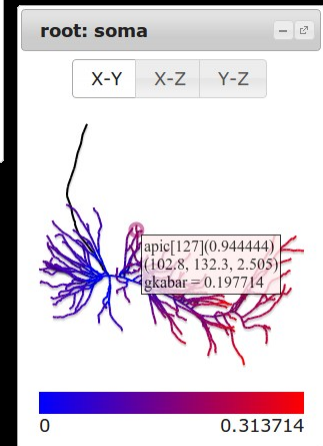 root: soma
X-Y X-Z Y-Z
apic[127](0.944444)
(102.8, 132.3, 2.505)
gkabar = 0.197714
0 0.313714